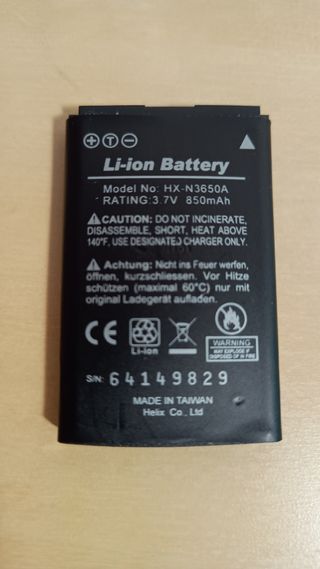 Li-ion Battery
Model No: HX-N3650A
RATING:3.7V 850mAh
CAUTION: DO NOT INCINERATE,
DISASSEMBLE, SHORT, HEAT ABOVE
140°F, USE DESIGNATED CHARGER ONLY.
Achtung: Nicht ins Feuer werfen,
öffnen, kurzschließen. Vor Hitze
schützen (maximal 60°C) nur mit
original Ladegerät aufladen.
CE
Li-ion
WARNING
MAY EXPLODE IF
DISPOSED OF IN FIRE
S/N: 64149829
MADE IN TAIWAN
Helix Co., Ltd